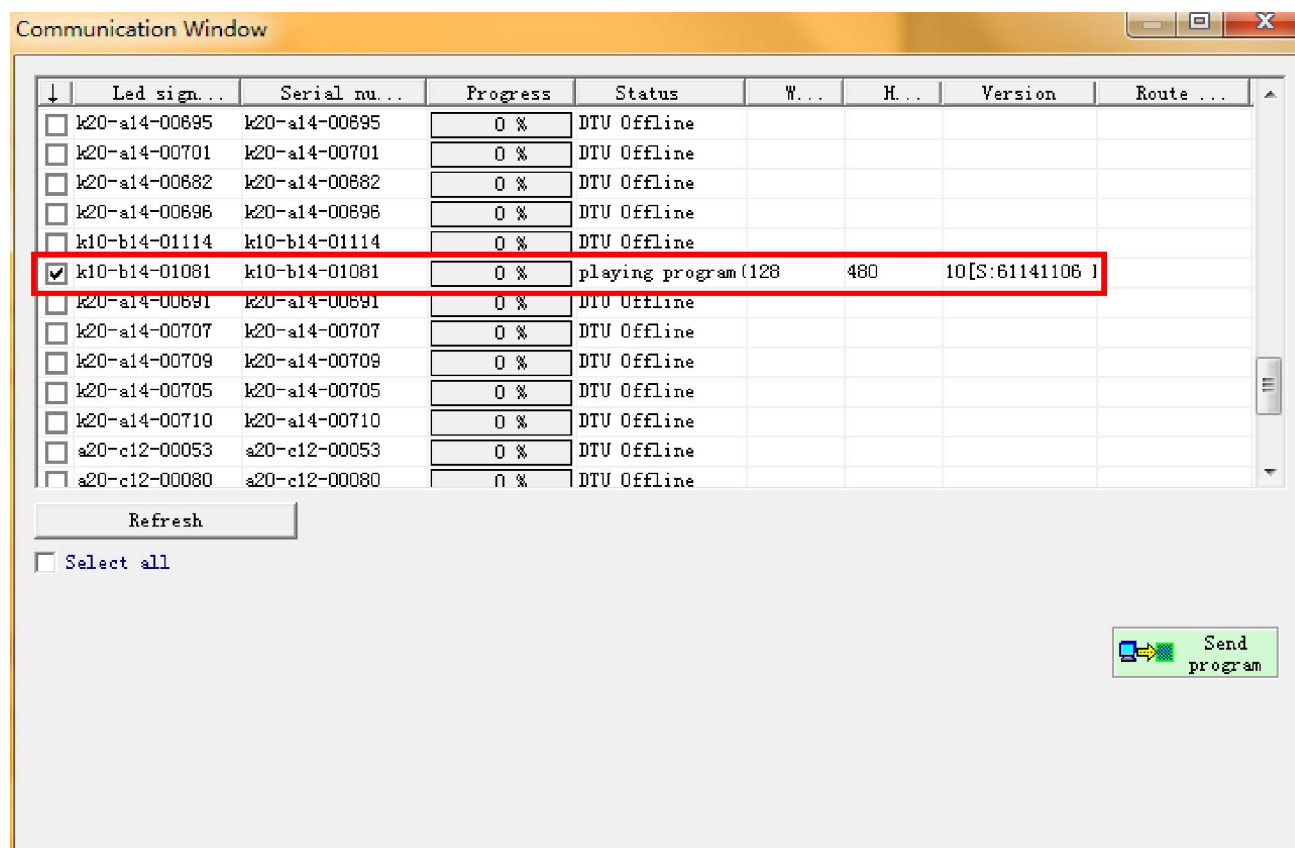 Communication Window
↓ Led sign... Serial nu... Progress Status W... H... Version Route ...
k20-a14-00695 k20-a14-00695 0 % DTU Offline
k20-a14-00701 k20-a14-00701 0 % DTU Offline
k20-a14-00682 k20-a14-00682 0 % DTU Offline
k20-a14-00696 k20-a14-00696 0 % DTU Offline
k10-b14-01114 k10-b14-01114 0 % DTU Offline
k10-b14-01081 k10-b14-01081 0 % playing program(128 480 10[S:61141106 ]
k20-a14-00691 k20-a14-00691 0 % DTU Offline
k20-a14-00707 k20-a14-00707 0 % DTU Offline
k20-a14-00709 k20-a14-00709 0 % DTU Offline
k20-a14-00705 k20-a14-00705 0 % DTU Offline
k20-a14-00710 k20-a14-00710 0 % DTU Offline
a20-c12-00053 a20-c12-00053 0 % DTU Offline
a20-c12-00080 a20-c12-00080 0 % DTU Offline
Refresh
Select all
Send
program